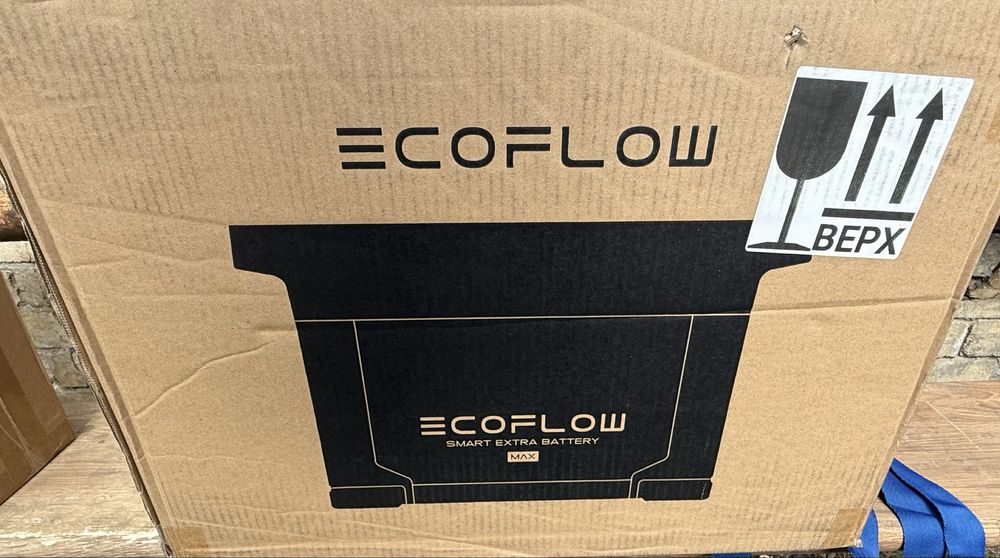 ECOFLOW
ВЕРХ
ECOFLOW
SMART EXTRA BATTERY
MAX